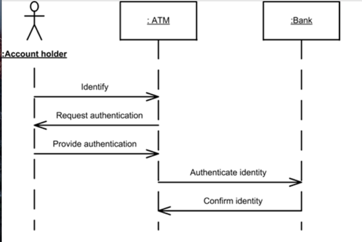 : ATM
:Bank
:Account holder
Identify
Request authentication
Provide authentication
Authenticate identity
Confirm identity